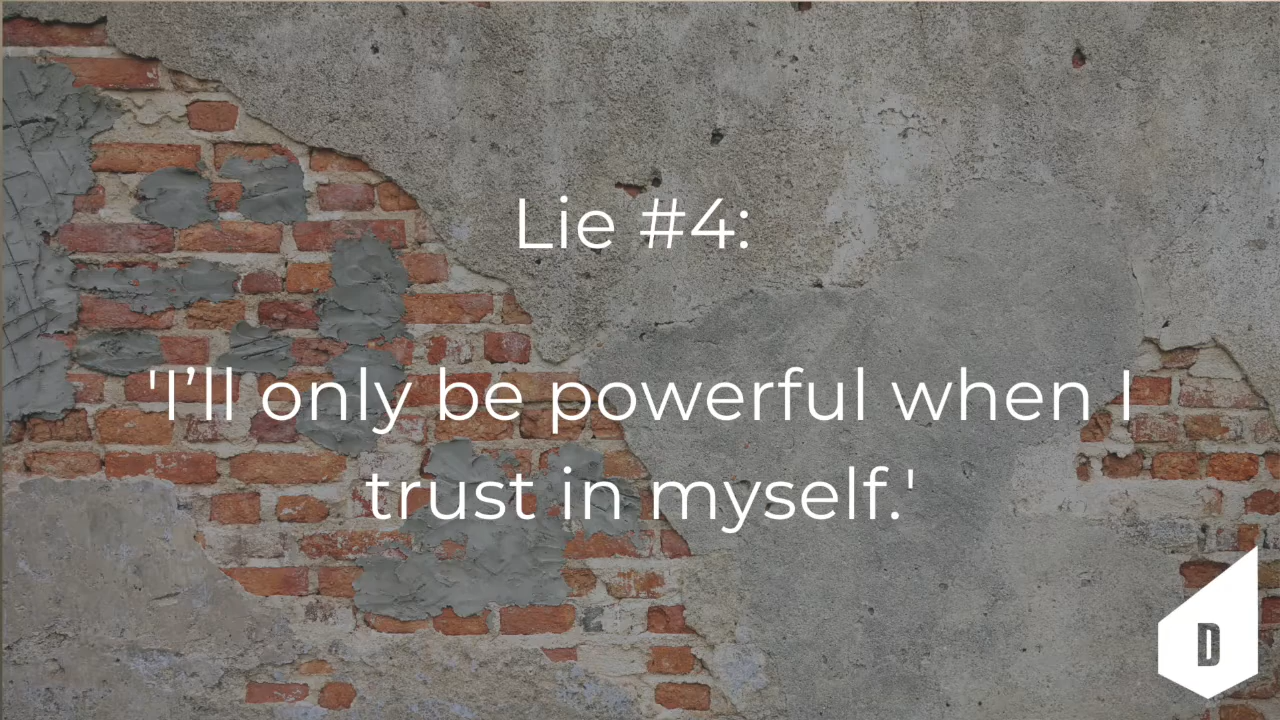 Lie #4:
'I’ll only be powerful when I
trust in myself.'
D